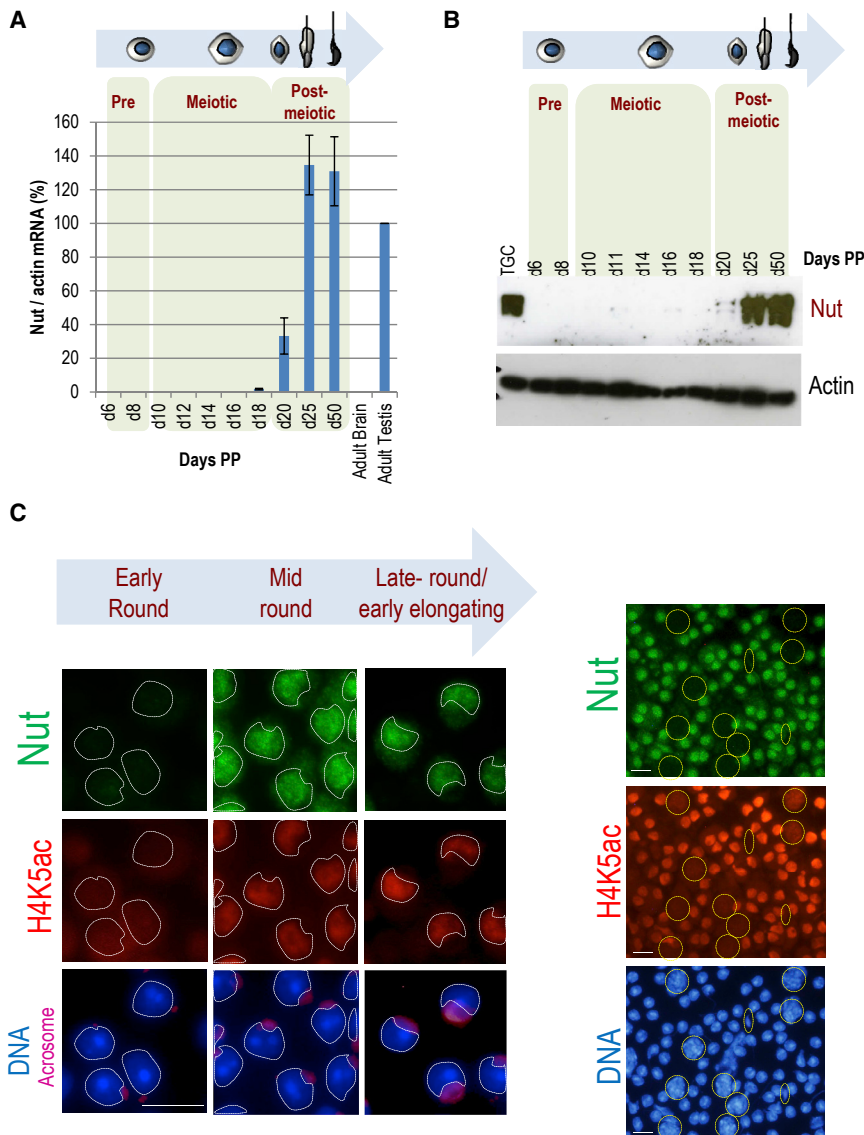 A
Pre
Meiotic
Post-
meiotic
Nut / actin mRNA (%)
160
140
120
100
80
60
40
20
0
d6
d8
d10
d12
d14
d16
d18
d20
d25
d50
Adult Brain
Adult Testis
Days PP
B
Pre
Meiotic
Post-
meiotic
TGC
d6
d8
d10
d11
d14
d16
d18
d20
d25
d50
Days PP
Nut
Actin
C
Early
Round
Mid
round
Late- round/
early elongating
Nut
H4K5ac
DNA
Acrosome
Nut
H4K5ac
DNA